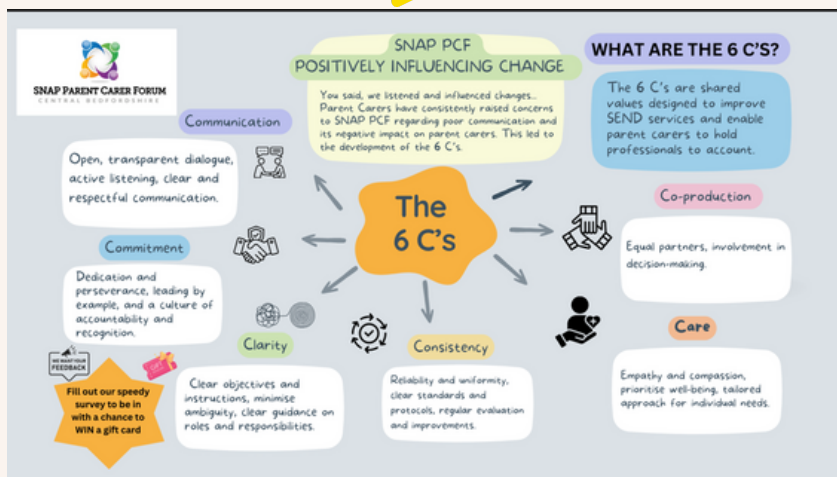 SNAP PARENT CARER FORUM
CENTRAL BEDFORDSHIRE
SNAP PCF
POSITIVELY INFLUENCING CHANGE
You said, we listened and influenced changes...
Parent Carers have consistently raised concerns
to SNAP PCF regarding poor communication and
its negative impact on parent carers. This led to
the development of the 6 C's.
WHAT ARE THE 6 C'S?
The 6 C's are shared
values designed to improve
SEND services and enable
parent carers to hold
professionals to account.
Communication
Open, transparent dialogue,
active listening, clear and
respectful communication.
The
6 C's
Co-production
Equal partners, involvement in
decision-making.
Commitment
Dedication and
perseverance, leading by
example, and a culture of
accountability and
recognition.
Clarity
Clear objectives and
instructions, minimise
ambiguity, clear guidance on
roles and responsibilities.
Consistency
Reliability and uniformity,
clear standards and
protocols, regular evaluation
and improvements.
Care
Empathy and compassion,
prioritise well-being, tailored
approach for individual needs.
WE WANT YOUR
FEEDBACK
Fill out our speedy
survey to be in
with a chance to
WIN a gift card